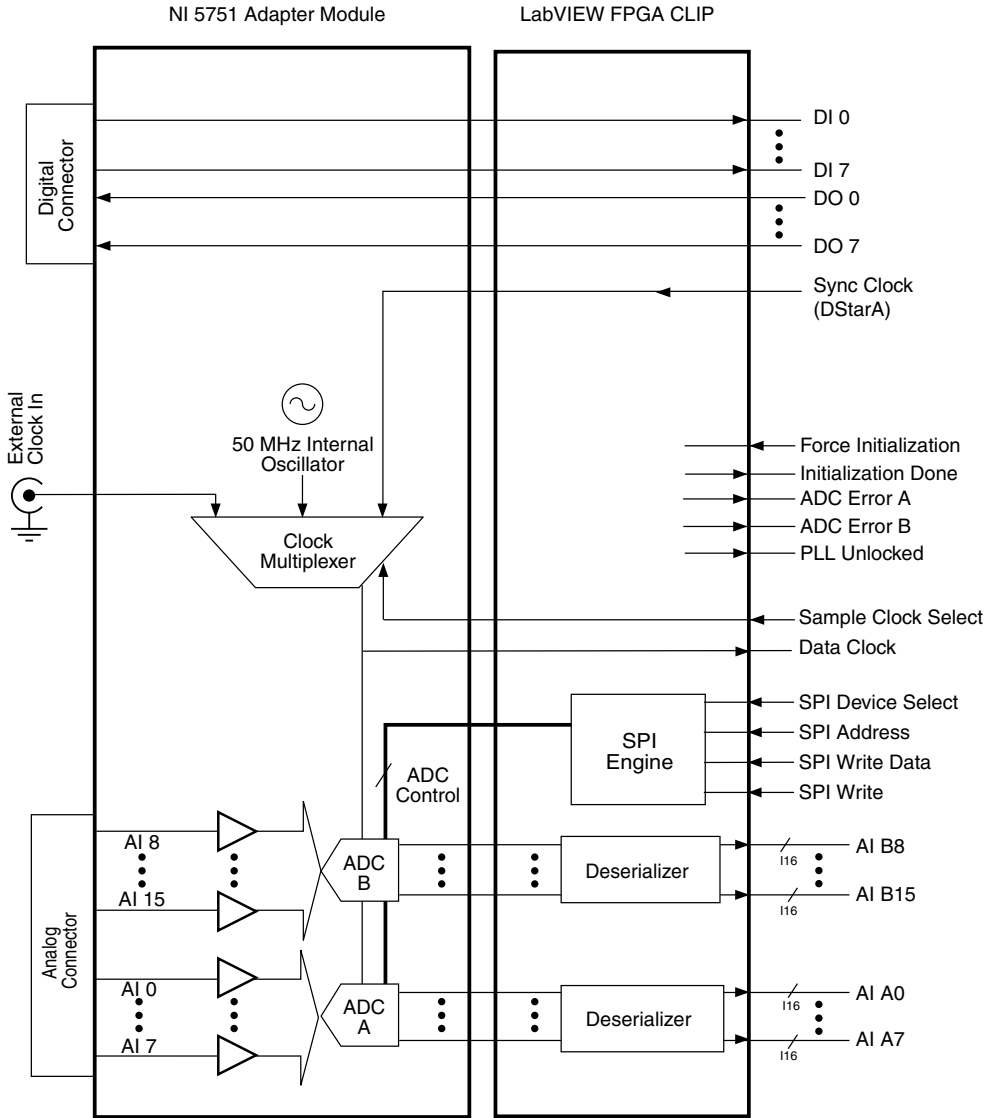 NI 5751 Adapter Module
LabVIEW FPGA CLIP
Digital
Connector
DI 0
DI 7
DO 0
DO 7
Sync Clock
(DStarA)
External
Clock In
50 MHz Internal
Oscillator
Clock
Multiplexer
Force Initialization
Initialization Done
ADC Error A
ADC Error B
PLL Unlocked
Sample Clock Select
Data Clock
SPI
Engine
SPI Device Select
SPI Address
SPI Write Data
SPI Write
ADC
Control
Analog
Connector
AI 8
AI 15
ADC
B
Deserializer
I16
AI B8
I16
AI B15
AI 0
AI 7
ADC
A
Deserializer
I16
AI A0
I16
AI A7